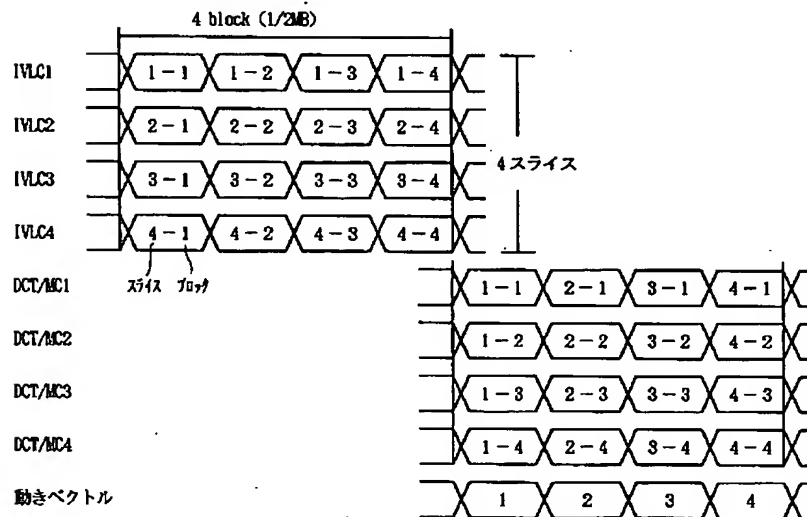 4 block (1/2MB)
IVLC1 1-1 1-2 1-3 1-4
IVLC2 2-1 2-2 2-3 2-4
IVLC3 3-1 3-2 3-3 3-4
4スライス
IVLC4 4-1 4-2 4-3 4-4
スライス ブロック
DCT/MC1 1-1 2-1 3-1 4-1
DCT/MC2 1-2 2-2 3-2 4-2
DCT/MC3 1-3 2-3 3-3 4-3
DCT/MC4 1-4 2-4 3-4 4-4
動きベクトル 1 2 3 4